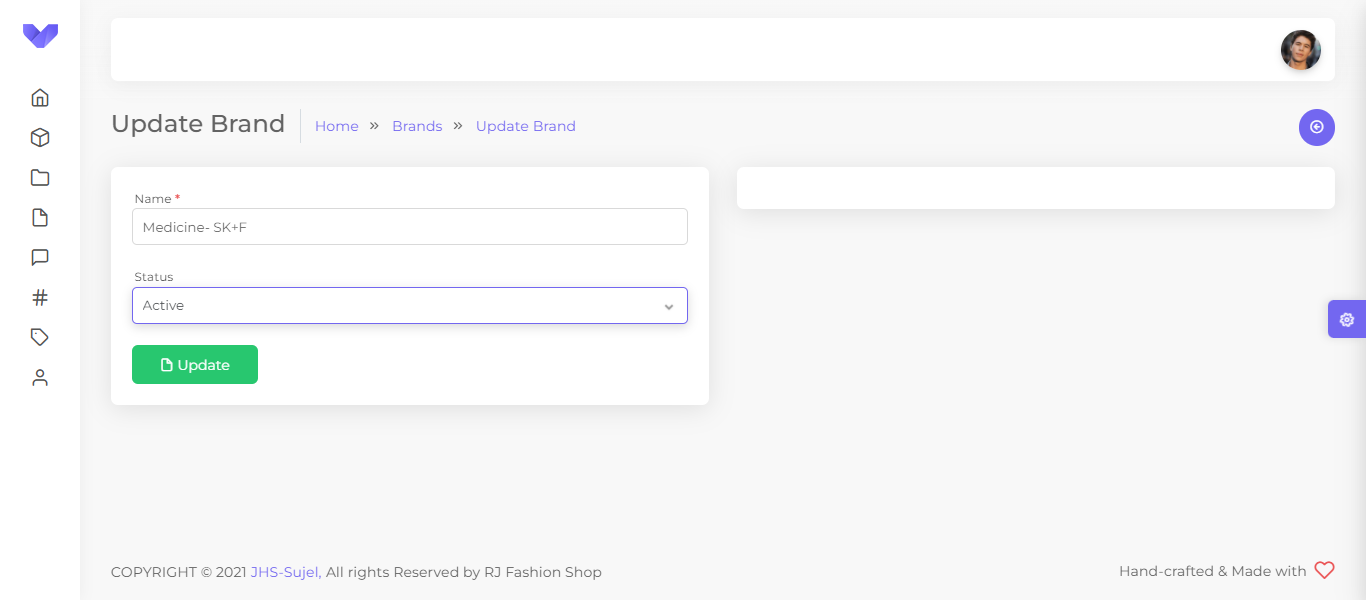 Update Brand
Home » Brands » Update Brand
Name *
Medicine- SK+F
Status
Active
Update
COPYRIGHT © 2021 JHS-Sujel, All rights Reserved by RJ Fashion Shop
Hand-crafted & Made with